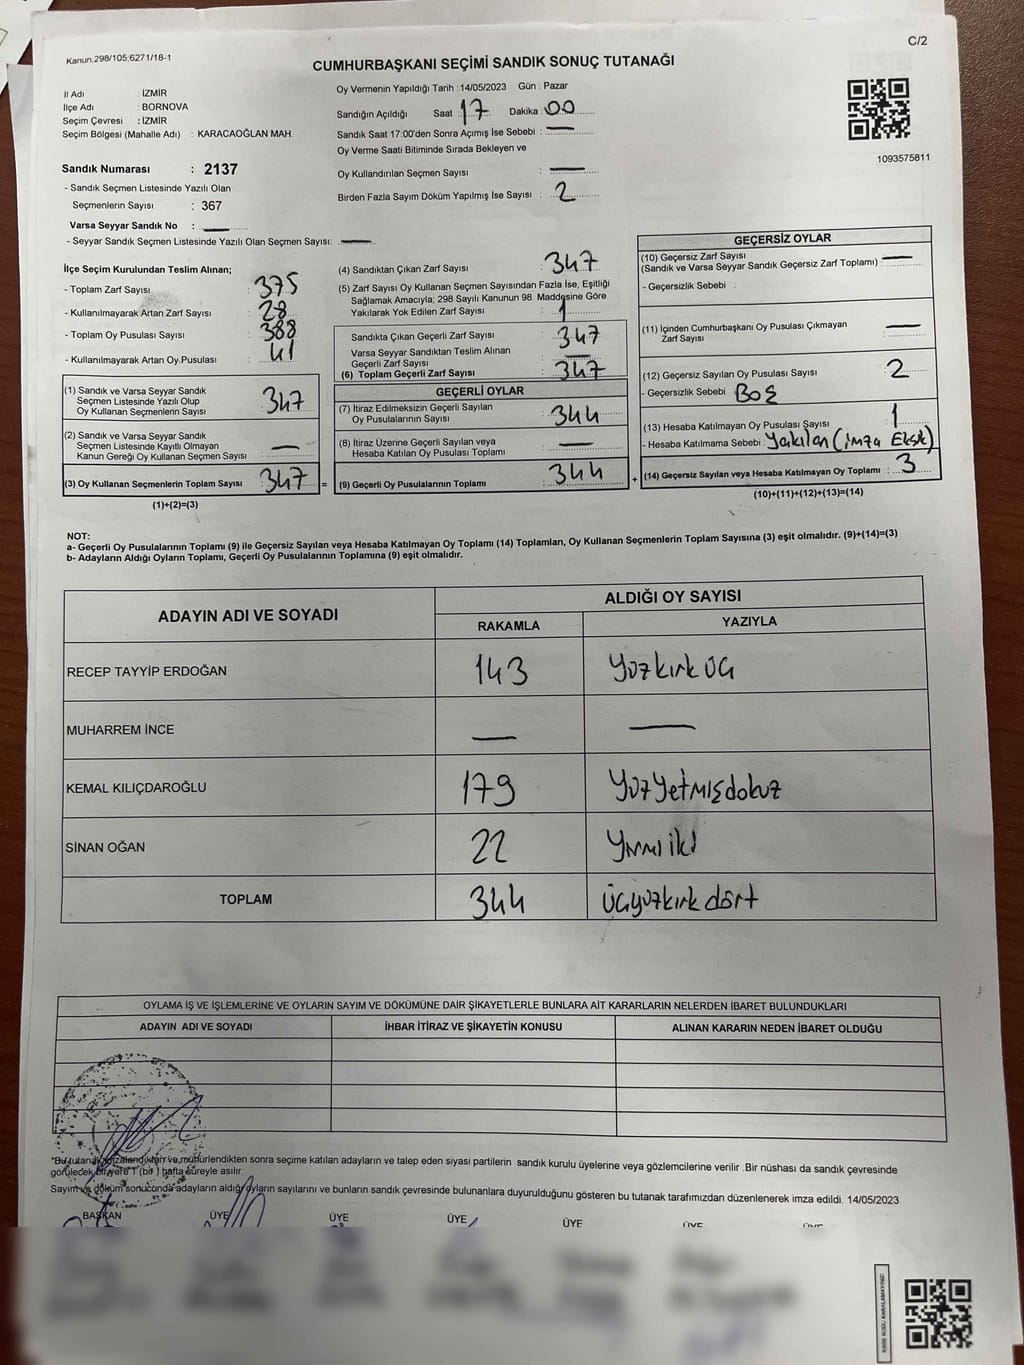 C/2
Kanun:298/105;6271/18-1
CUMHURBAŞKANI SEÇİMİ SANDIK SONUÇ TUTANAĞI
İl Adı : İZMİR
İlçe Adı : BORNOVA
Seçim Çevresi : İZMİR
Seçim Bölgesi (Mahalle Adı) : KARACAOĞLAN MAH.
Oy Vermenin Yapıldığı Tarih :14/05/2023 Gün : Pazar
Sandığın Açıldığı Saat :17 Dakika :00
Sandık Saat 17:00'den Sonra Açımış İse Sebebi : —
Oy Verme Saati Bitiminde Sırada Bekleyen ve
Oy Kullandırılan Seçmen Sayısı : —
Birden Fazla Sayım Döküm Yapılmış İse Sayısı : 2
1093575811
Sandık Numarası : 2137
- Sandık Seçmen Listesinde Yazılı Olan
Seçmenlerin Sayısı : 367
Varsa Seyyar Sandık No : —
- Seyyar Sandık Seçmen Listesinde Yazılı Olan Seçmen Sayısı: —
İlçe Seçim Kurulundan Teslim Alınan;
- Toplam Zarf Sayısı : 375
- Kullanılmayarak Artan Zarf Sayısı : 28
- Toplam Oy Pusulası Sayısı : 388
- Kullanılmayarak Artan Oy Pusulası : 41
(1) Sandık ve Varsa Seyyar Sandık
Seçmen Listesinde Yazılı Olup
Oy Kullanan Seçmenlerin Sayısı : 347
(2) Sandık ve Varsa Seyyar Sandık
Seçmen Listesinde Kayıtlı Olmayan
Kanun Gereği Oy Kullanan Seçmen Sayısı : —
(3) Oy Kullanan Seçmenlerin Toplam Sayısı : 347 =
(1)+(2)=(3)
(4) Sandıktan Çıkan Zarf Sayısı : 347
(5) Zarf Sayısı Oy Kullanan Seçmen Sayısından Fazla İse, Eşitliği
Sağlamak Amacıyla; 298 Sayılı Kanunun 98. Maddesine Göre
Yakılarak Yok Edilen Zarf Sayısı : 1
Sandıkta Çıkan Geçerli Zarf Sayısı : 347
Varsa Seyyar Sandıktan Teslim Alınan
Geçerli Zarf Sayısı : —
(6) Toplam Geçerli Zarf Sayısı : 347
GEÇERLİ OYLAR
(7) İtiraz Edilmeksizin Geçerli Sayılan
Oy Pusulalarının Sayısı : 344
(8) İtiraz Üzerine Geçerli Sayılan veya
Hesaba Katılan Oy Pusulası Toplamı : —
(9) Geçerli Oy Pusulalarının Toplamı : 344 +
GEÇERSİZ OYLAR
(10) Geçersiz Zarf Sayısı
(Sandık ve Varsa Seyyar Sandık Geçersiz Zarf Toplamı) : —
- Geçersizlik Sebebi :
(11) İçinden Cumhurbaşkanı Oy Pusulası Çıkmayan
Zarf Sayısı : —
(12) Geçersiz Sayılan Oy Pusulası Sayısı : 2
- Geçersizlik Sebebi : BOŞ
(13) Hesaba Katılmayan Oy Pusulası Sayısı : 1
- Hesaba Katılmama Sebebi : Yakılan (İmza Eksik)
(14) Geçersiz Sayılan veya Hesaba Katılmayan Oy Toplamı : 3
(10)+(11)+(12)+(13)=(14)
NOT:
a- Geçerli Oy Pusulalarının Toplamı (9) ile Geçersiz Sayılan veya Hesaba Katılmayan Oy Toplamı (14) Toplamları, Oy Kullanan Seçmenlerin Toplam Sayısına (3) eşit olmalıdır. (9)+(14)=(3)
b- Adayların Aldığı Oyların Toplamı, Geçerli Oy Pusulalarının Toplamına (9) eşit olmalıdır.
ADAYIN ADI VE SOYADI ALDIĞI OY SAYISI
RAKAMLA YAZIYLA
RECEP TAYYİP ERDOĞAN 143 Yüzkırk üç
MUHARREM İNCE — —
KEMAL KILIÇDAROĞLU 179 Yüzyetmişdokuz
SİNAN OĞAN 22 Yirmi iki
TOPLAM 344 Üçyüzkırk dört
OYLAMA İŞ VE İŞLEMLERİNE VE OYLARIN SAYIM VE DÖKÜMÜNE DAİR ŞİKAYETLERLE BUNLARA AİT KARARLARIN NELERDEN İBARET BULUNDUKLARI
ADAYIN ADI VE SOYADI İHBAR İTİRAZ VE ŞİKAYETİN KONUSU ALINAN KARARIN NEDEN İBARET OLDUĞU
*Bu tutanak imzalandıktan ve mühürlendikten sonra seçime katılan adayların ve talep eden siyasi partilerin sandık kurulu üyelerine veya gözlemcilerine verilir .Bir nüshası da sandık çevresinde
görülecek bir yere 1 (bir ) hafta süreyle asılır.
Sayım ve döküm sonucunda adayların aldığı oyların sayılarını ve bunların sandık çevresinde bulunanlara duyurulduğunu gösteren bu tutanak tarafımızdan düzenlenerek imza edildi. 14/05/2023
BAŞKAN ÜYE ÜYE ÜYE ÜYE ÜYE ÜYE
KARE KODU KARALAMAYINIZ!